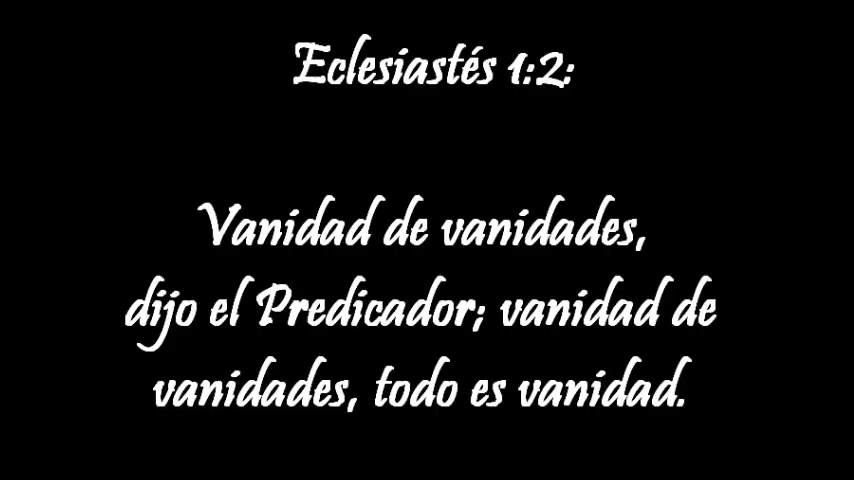 Eclesiastés 1:2:
Vanidad de vanidades,
dijo el Predicador; vanidad de
vanidades, todo es vanidad.